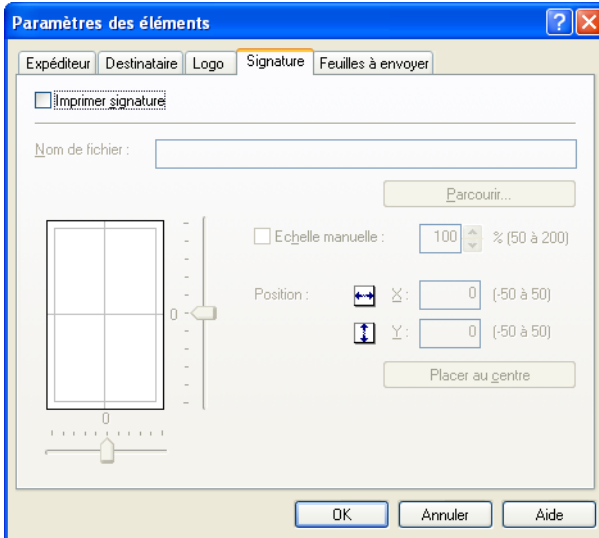 Paramètres des éléments
Expéditeur Destinataire Logo Signature Feuilles à envoyer
Imprimer signature
Nom de fichier :
Parcourir...
Echelle manuelle : 100 % (50 à 200)
Position : X : 0 (-50 à 50)
0
Y : 0 (-50 à 50)
Placer au centre
0
OK Annuler Aide